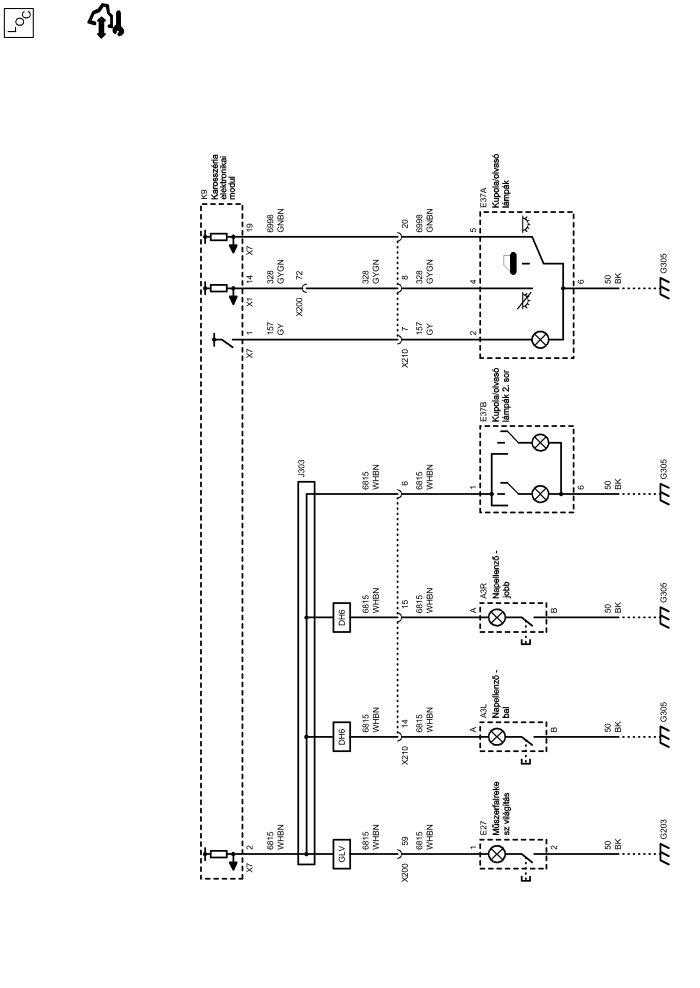 LOC
K9
Karosszéria
elektronikai
modul
2
X7
1
X7
14
X1
19
X7
6815
WHBN
157
GY
328
GYGN
6998
GNBN
72
X200
J303
GLV
DH6
DH6
6815
WHBN
6815
WHBN
6815
WHBN
6815
WHBN
328
GYGN
59
X200
14
X210
15
6
7
X210
8
20
6815
WHBN
6815
WHBN
6815
WHBN
6815
WHBN
157
GY
328
GYGN
6998
GNBN
1
A
A
1
2
4
5
E27
Műszerfalreke
sz világítás
A3L
Napellenző -
bal
A3R
Napellenző -
jobb
E37B
Kupola/olvasó
lámpák 2. sor
E37A
Kupola/olvasó
lámpák
2
B
B
6
6
50
BK
50
BK
50
BK
50
BK
50
BK
G203
G305
G305
G305
G305